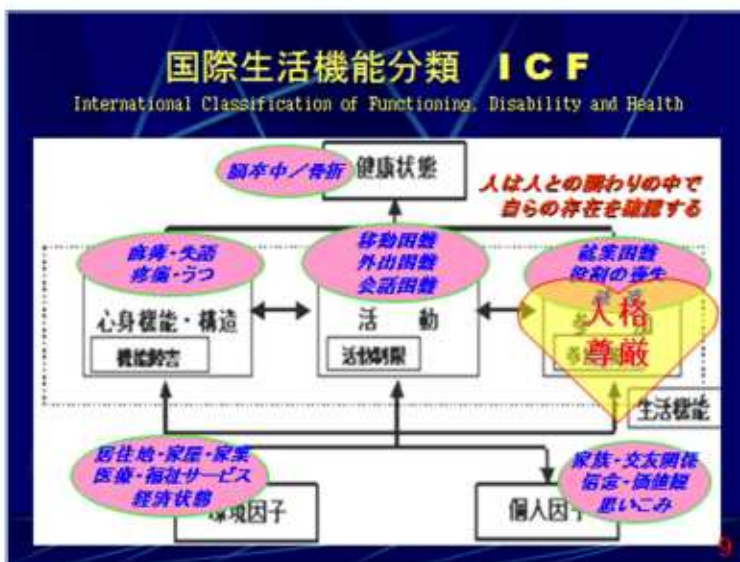 国際生活機能分類 ICF
International Classification of Functioning, Disability and Health
脳卒中/骨折
健康状態
人は人との関わりの中で
自らの存在を確認する
麻痺・失語
疼痛・うつ
移動困難
外出困難
会話困難
就業困難
役割の喪失
心身機能・構造
機能障害
活動
活動制限
人格
尊厳
生活機能
居住地・家屋・家業
医療・福祉サービス
経済状態
環境因子
個人因子
家族・交友関係
信念・価値観
思いこみ
9